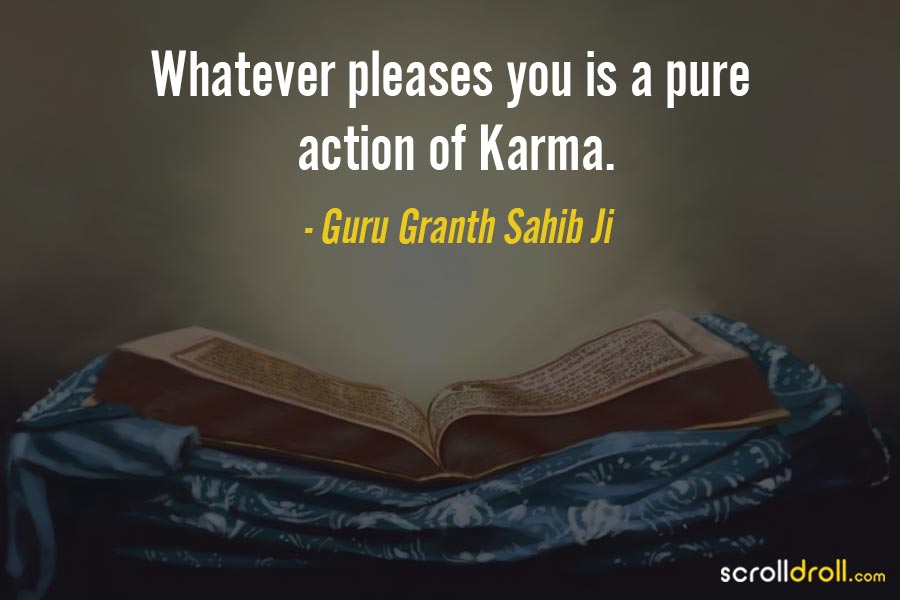 Whatever pleases you is a pure
action of Karma.
- Guru Granth Sahib Ji
scrolldroll.com